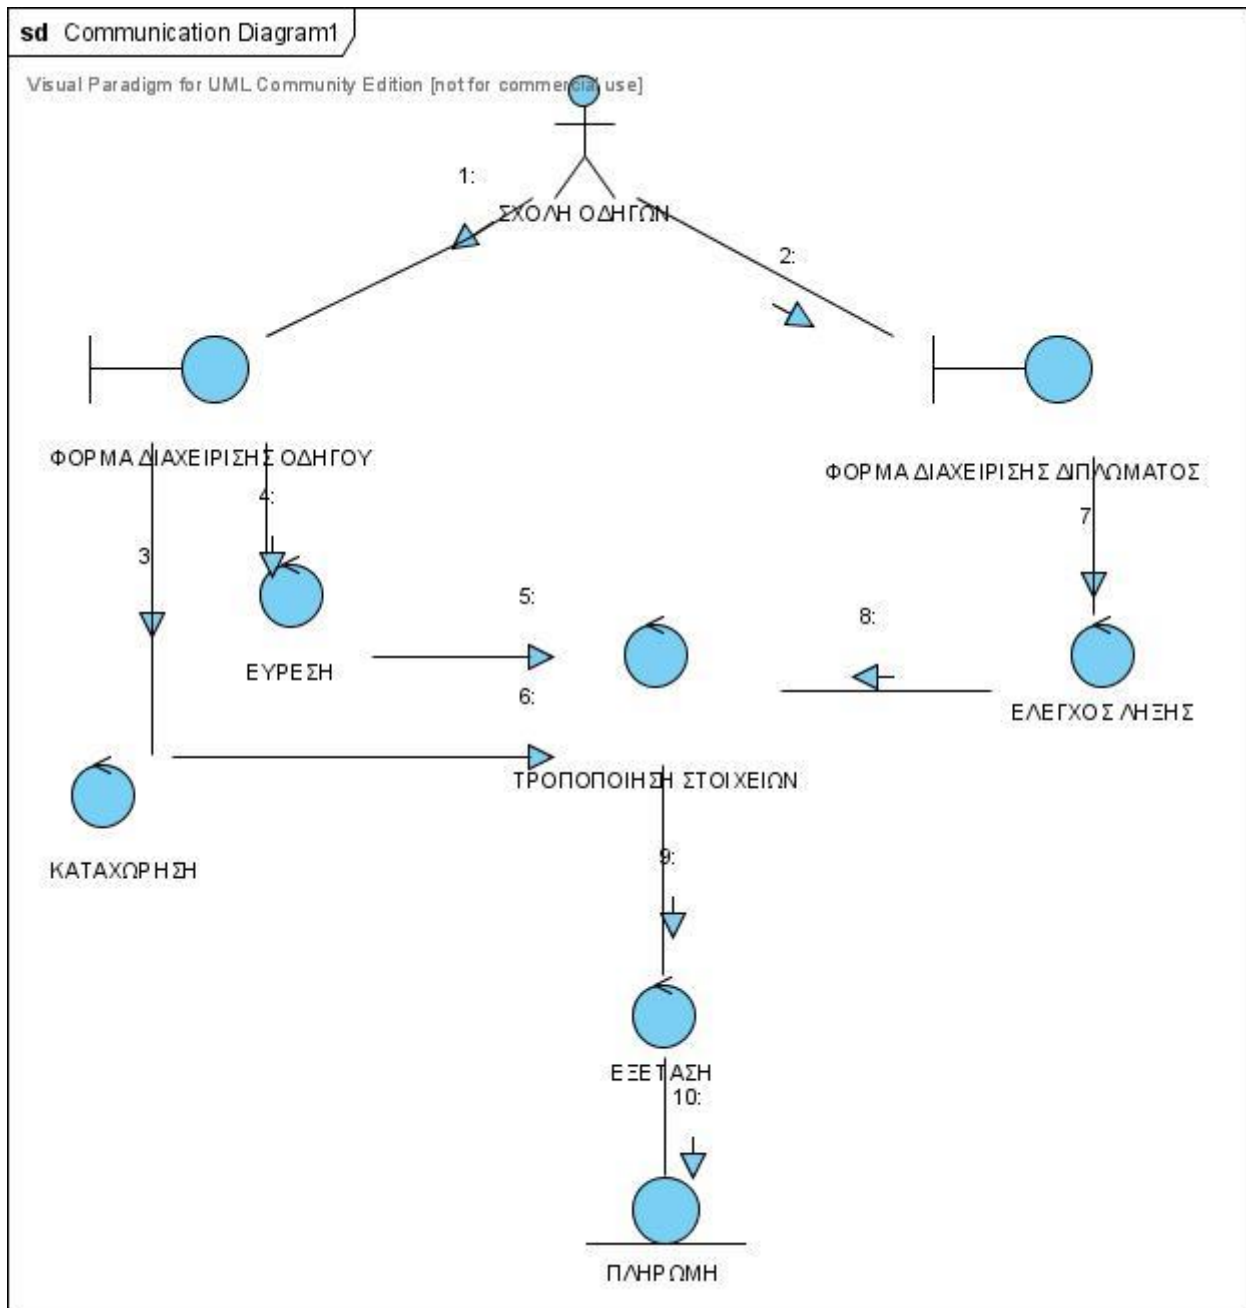 sd Communication Diagram1
Visual Paradigm for UML Community Edition [not for commercial use]
1:
ΣΧΟΛΗ ΟΔΗΓΩΝ
2:
ΦΟΡΜΑ ΔΙΑΧΕΙΡΙΣΗΣ ΟΔΗΓΟΥ
ΦΟΡΜΑ ΔΙΑΧΕΙΡΙΣΗΣ ΔΙΠΛΩΜΑΤΟΣ
4:
7
3
5:
8:
ΕΥΡΕΣΗ
6:
ΕΛΕΓΧΟΣ ΛΗΞΗΣ
ΤΡΟΠΟΠΟΙΗΣΗ ΣΤΟΙΧΕΙΩΝ
9:
ΚΑΤΑΧΩΡΗΣΗ
ΕΞΕΤΑΣΗ
10:
ΠΛΗΡΩΜΗ